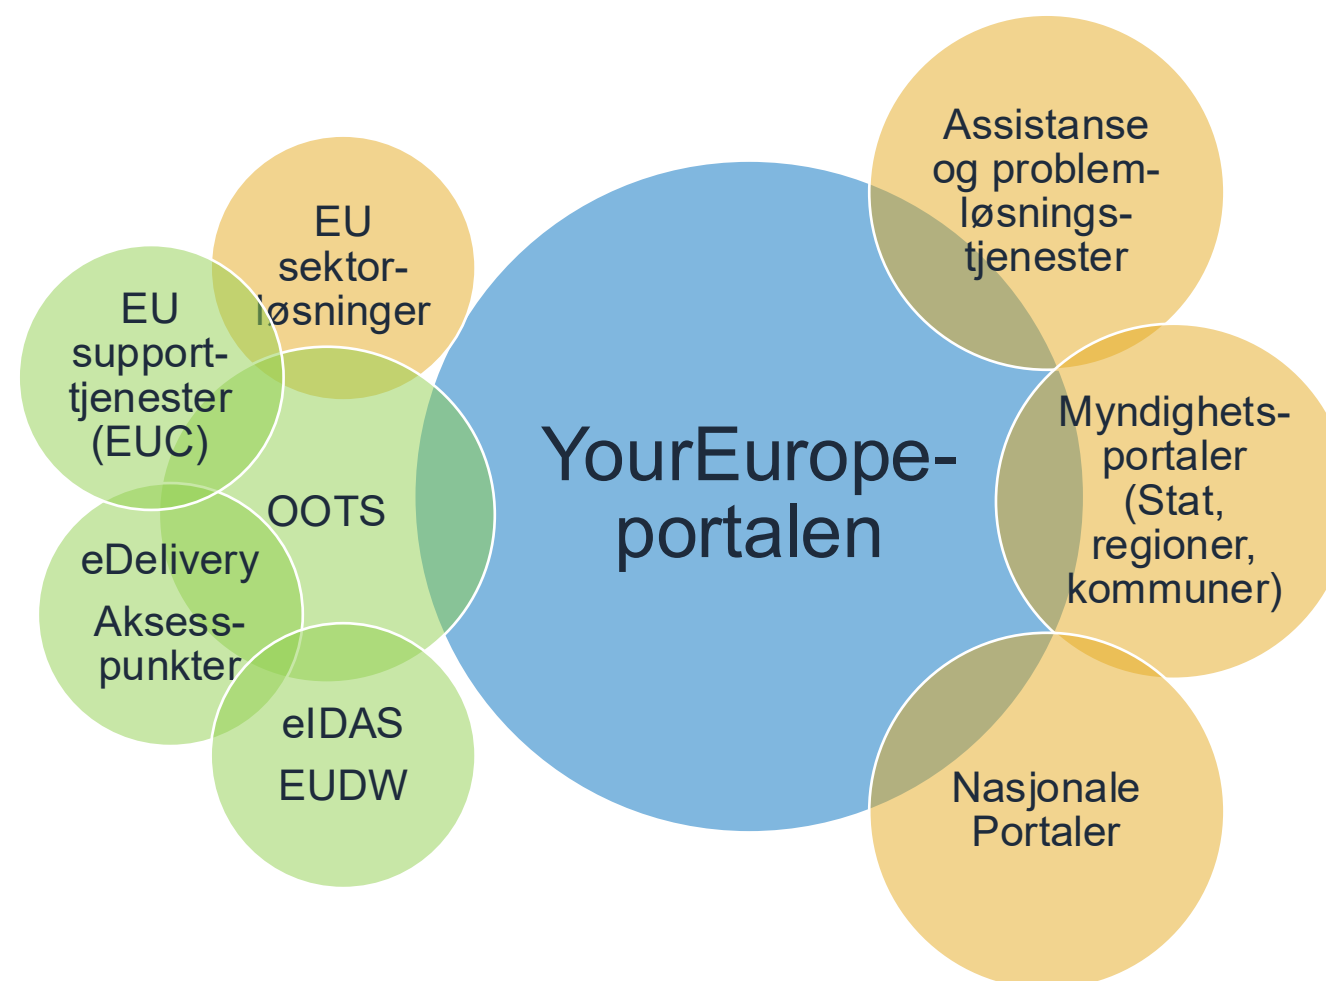 Assistanse
og problem-
løsnings-
tjenester
EU
sektor-
løsninger
EU
support-
tjenester
(EUC)
YourEurope-
portalen
Myndighets-
portaler
(Stat,
regioner,
kommuner)
OOTS
eDelivery
Aksess-
punkter
eIDAS
EUDW
Nasjonale
Portaler